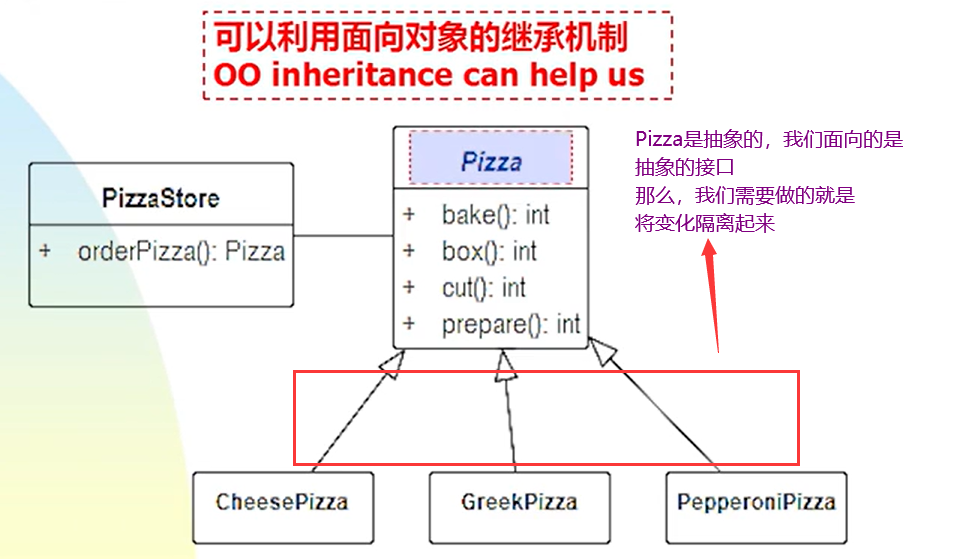 可以利用面向对象的继承机制
OO inheritance can help us
Pizza是抽象的，我们面向的是
抽象的接口
那么，我们需要做的就是
将变化隔离起来
PizzaStore
+ orderPizza(): Pizza
Pizza
+ bake(): int
+ box(): int
+ cut(): int
+ prepare(): int
CheesePizza
GreekPizza
PepperoniPizza